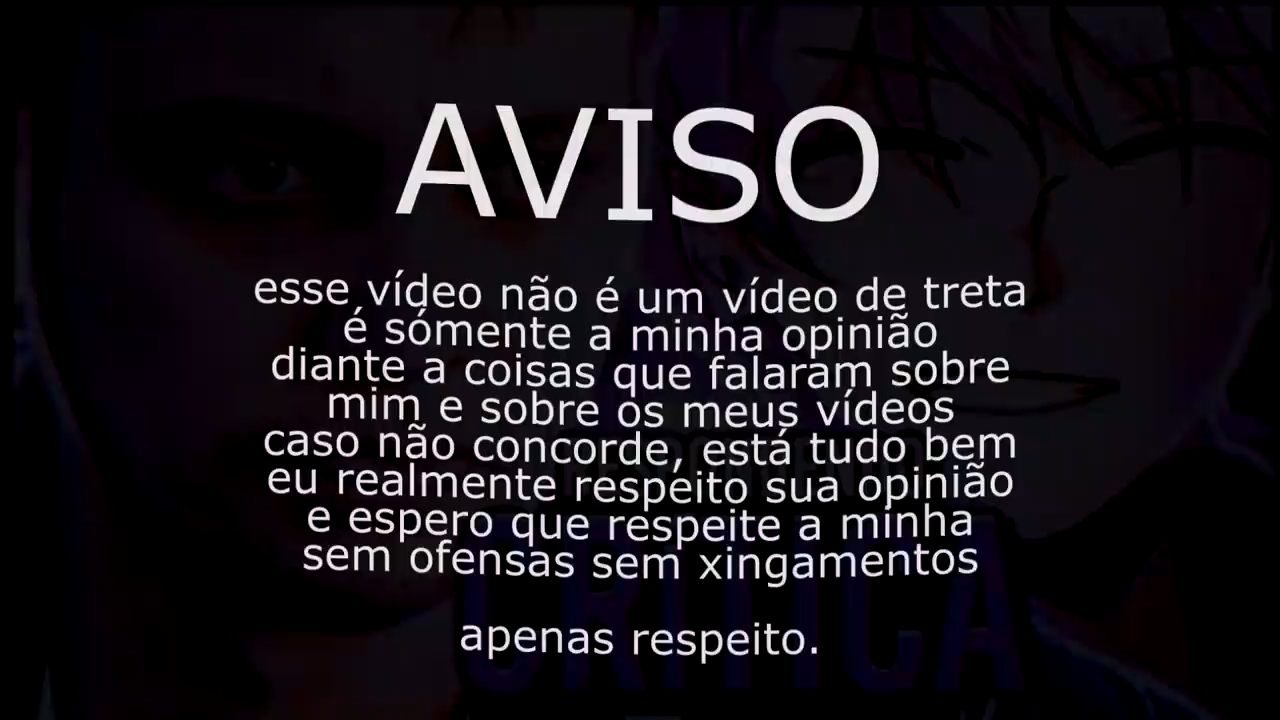 AVISO
esse vídeo não é um vídeo de treta
é sómente a minha opinião
diante a coisas que falaram sobre
mim e sobre os meus vídeos
caso não concorde, está tudo bem
eu realmente respeito sua opinião
e espero que respeite a minha
sem ofensas sem xingamentos
apenas respeito.
CRÍTICA